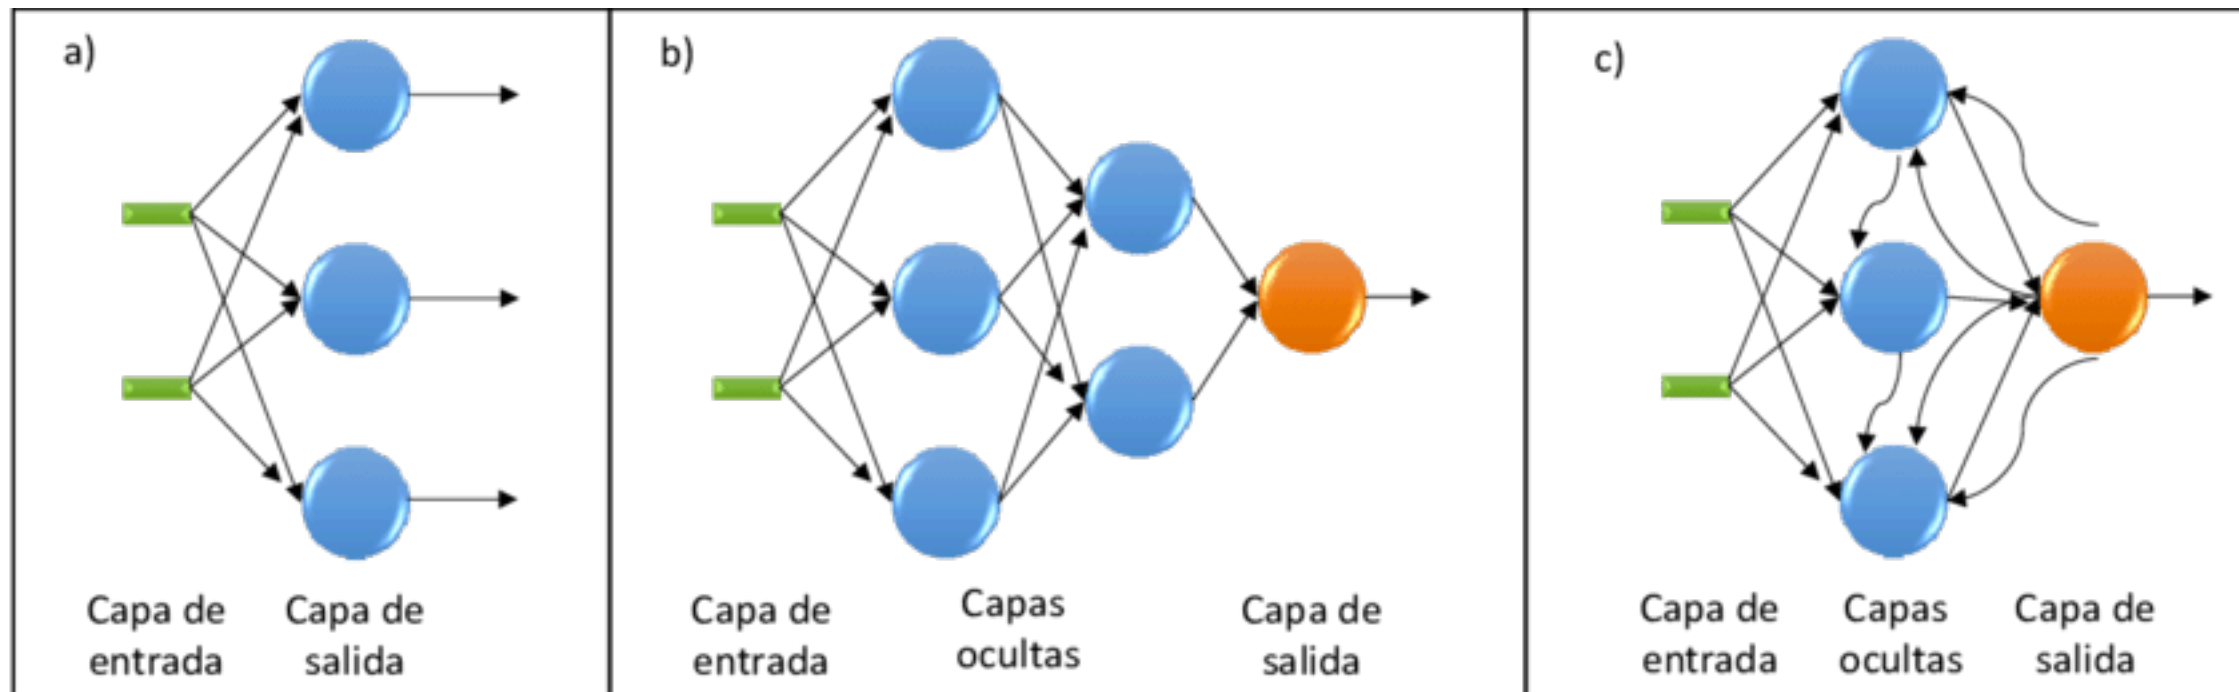 a)
Capa de
entrada
Capa de
salida
b)
Capa de
entrada
Capas
ocultas
Capa de
salida
c)
Capa de
entrada
Capas
ocultas
Capa de
salida